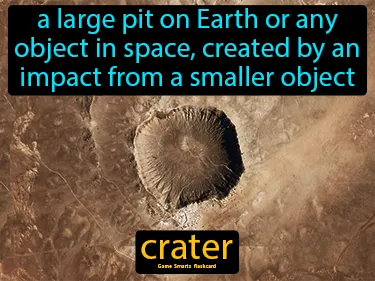 a large pit on Earth or any
object in space, created by an
impact from a smaller object
crater
Game Smarts flashcard